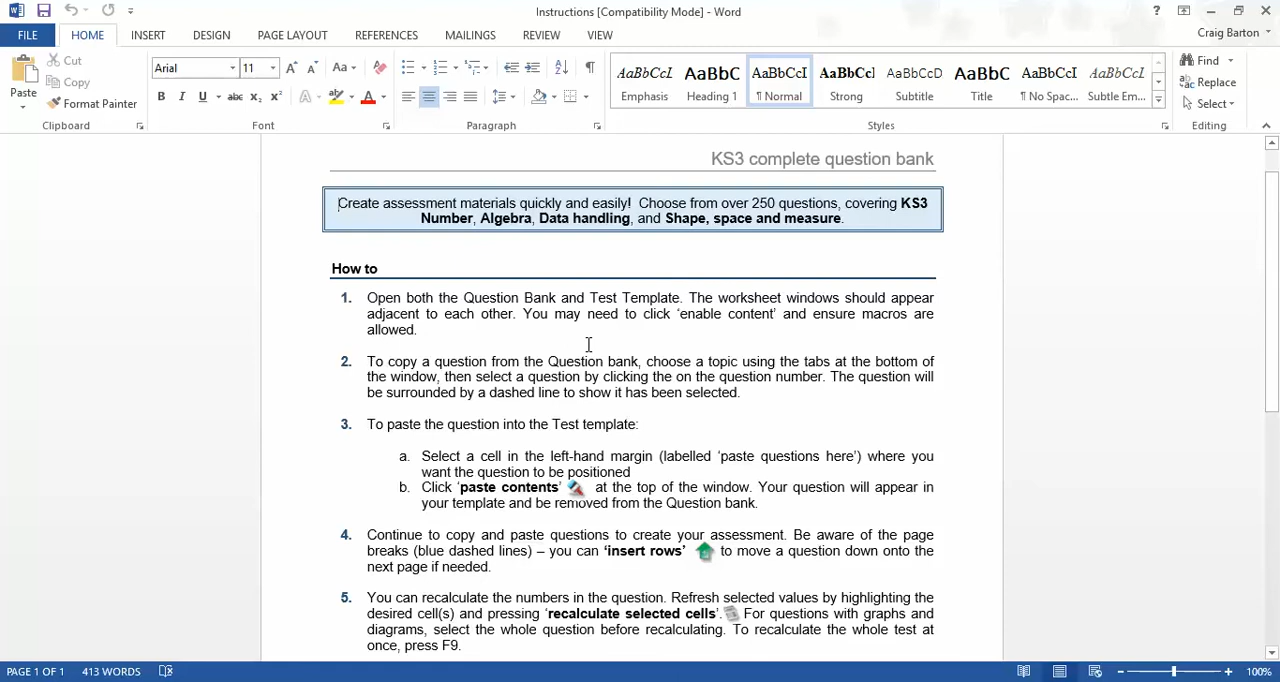 Instructions [Compatibility Mode] - Word
?
FILE HOME INSERT DESIGN PAGE LAYOUT REFERENCES MAILINGS REVIEW VIEW
Craig Barton
Paste
Cut
Copy
Format Painter
Clipboard
Arial 11
Font
Paragraph
AaBbCcI AaBbC AaBbCcI AaBbCcI AaBbCcD AaBbC AaBbCcI AaBbCcI
Emphasis Heading 1 ¶ Normal Strong Subtitle Title ¶ No Spac... Subtle Em...
Styles
Find
Replace
Select
Editing
KS3 complete question bank
Create assessment materials quickly and easily! Choose from over 250 questions, covering KS3
Number, Algebra, Data handling, and Shape, space and measure.
How to
1. Open both the Question Bank and Test Template. The worksheet windows should appear
adjacent to each other. You may need to click ‘enable content’ and ensure macros are
allowed.
2. To copy a question from the Question bank, choose a topic using the tabs at the bottom of
the window, then select a question by clicking the on the question number. The question will
be surrounded by a dashed line to show it has been selected.
3. To paste the question into the Test template:
a. Select a cell in the left-hand margin (labelled ‘paste questions here’) where you
want the question to be positioned
b. Click ‘paste contents’ at the top of the window. Your question will appear in
your template and be removed from the Question bank.
4. Continue to copy and paste questions to create your assessment. Be aware of the page
breaks (blue dashed lines) – you can ‘insert rows’ to move a question down onto the
next page if needed.
5. You can recalculate the numbers in the question. Refresh selected values by highlighting the
desired cell(s) and pressing ‘recalculate selected cells’. For questions with graphs and
diagrams, select the whole question before recalculating. To recalculate the whole test at
once, press F9.
PAGE 1 OF 1 413 WORDS
100%